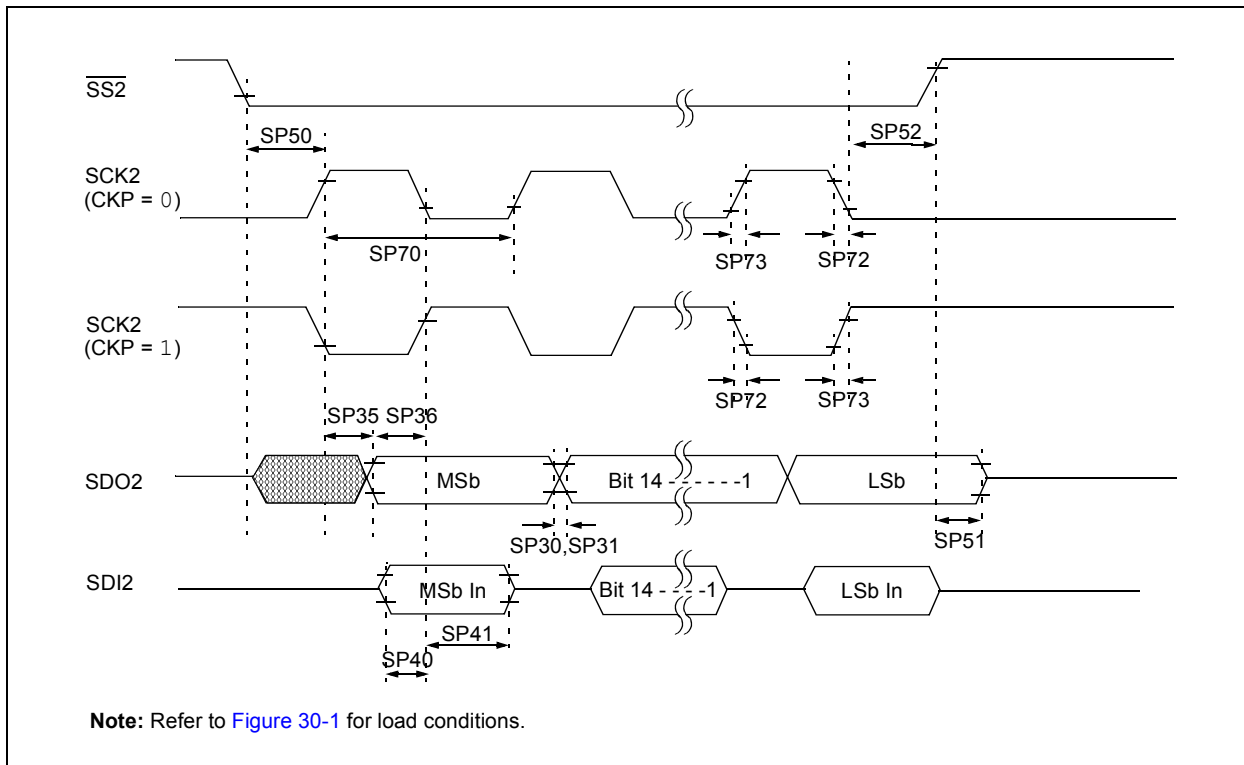 SS2
SP50
SP52
SCK2
(CKP = 0)
SP70
SP73
SP72
SCK2
(CKP = 1)
SP72
SP73
SP35 SP36
SDO2
MSb
Bit 14 - - - - - -1
LSb
SP30,SP31
SP51
SDI2
MSb In
Bit 14 - - - -1
LSb In
SP41
SP40
Note: Refer to Figure 30-1 for load conditions.